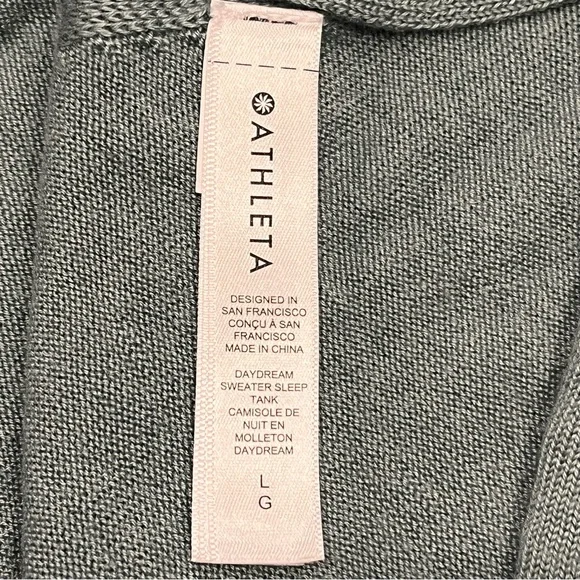 ATHLETA
DESIGNED IN
SAN FRANCISCO
CONÇU À SAN
FRANCISCO
MADE IN CHINA
DAYDREAM
SWEATER SLEEP
TANK
CAMISOLE DE
NUIT EN
MOLLETON
DAYDREAM
L
G